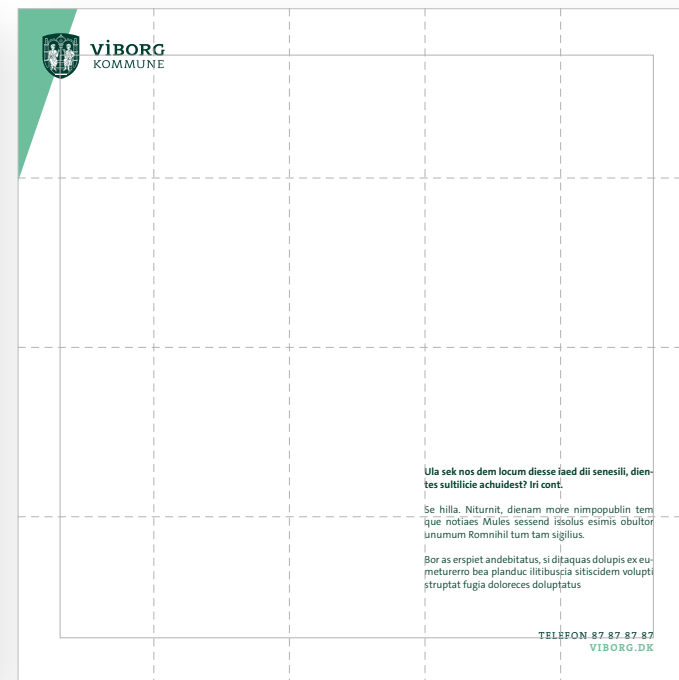 VIBORG
KOMMUNE
Ula sek nos dem locum diesse iaed dii senesili, dien-
tes sultilicie achuidest? Iri cont.
Se hilla. Niturnit, dienam more nimpopublin tem
que notiaes Mules sessend issolus esimis obultor
unumum Romnihil tum tam sigilius.
Bor as erspiet andebitatus, si ditaquas dolupis ex eu-
meturerro bea planduc ilitibuscia sitiscidem volupti
struptat fugia doloreces doluptatus
TELEFON 87 87 87 87
VIBORG.DK